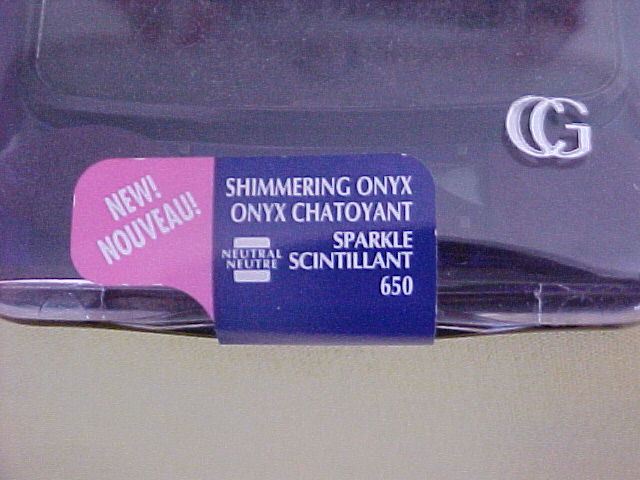 CG
NEW!
NOUVEAU!
SHIMMERING ONYX
ONYX CHATOYANT
NEUTRAL
NEUTRE
SPARKLE
SCINTILLANT
650